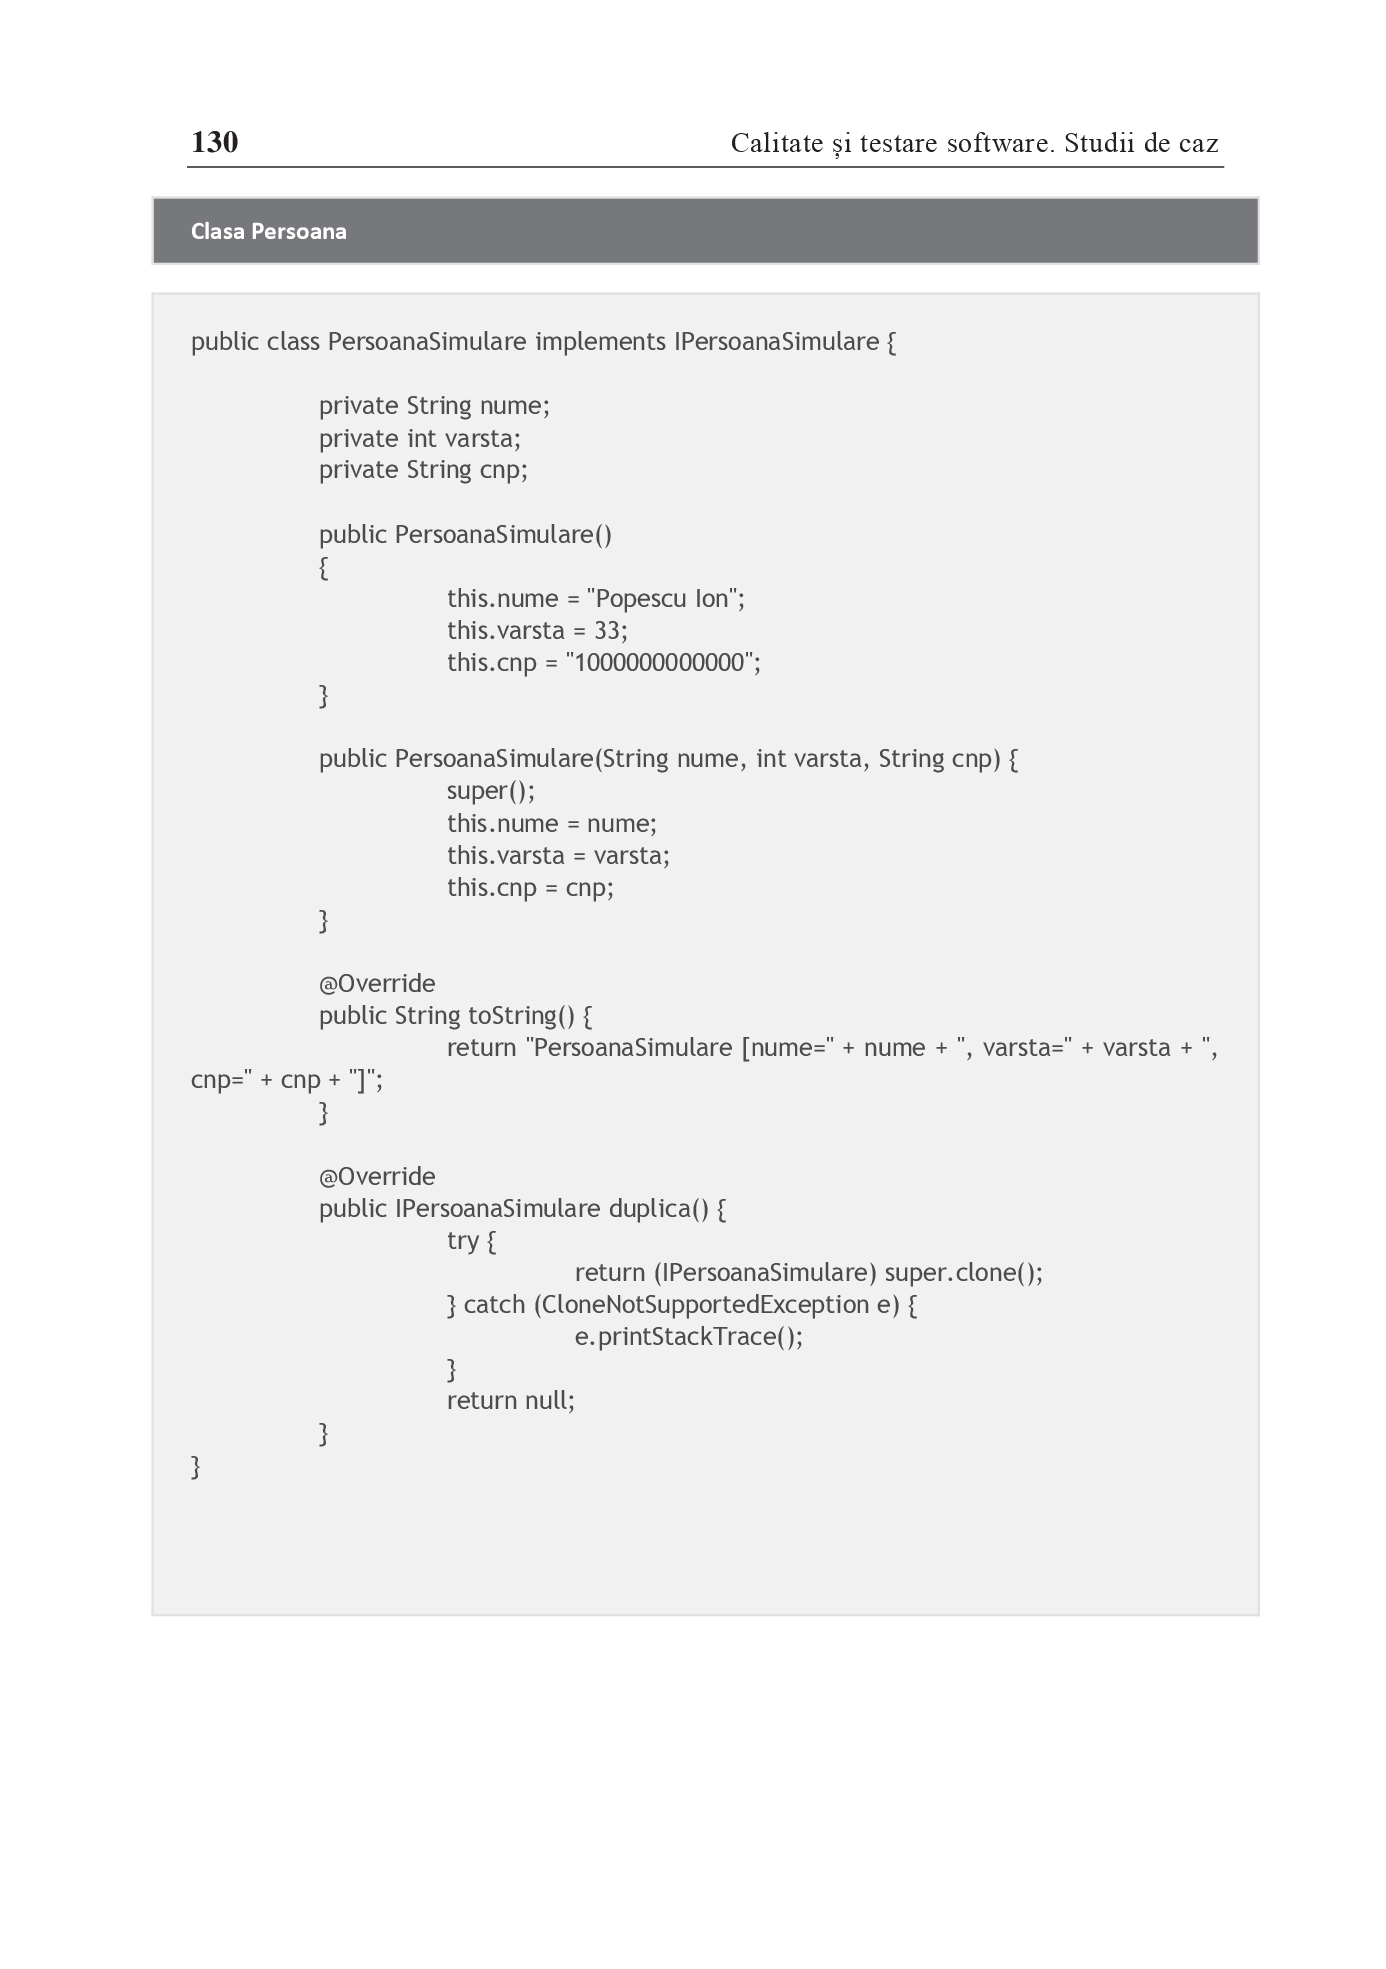 130 Calitate și testare software. Studii de caz
Clasa Persoana
public class PersoanaSimulare implements IPersoanaSimulare {
private String nume;
private int varsta;
private String cnp;
public PersoanaSimulare()
{
this.nume = "Popescu Ion";
this.varsta = 33;
this.cnp = "1000000000000";
}
public PersoanaSimulare(String nume, int varsta, String cnp) {
super();
this.nume = nume;
this.varsta = varsta;
this.cnp = cnp;
}
@Override
public String toString() {
return "PersoanaSimulare [nume=" + nume + ", varsta=" + varsta + ",
cnp=" + cnp + "]";
}
@Override
public IPersoanaSimulare duplica() {
try {
return (IPersoanaSimulare) super.clone();
} catch (CloneNotSupportedException e) {
e.printStackTrace();
}
return null;
}
}